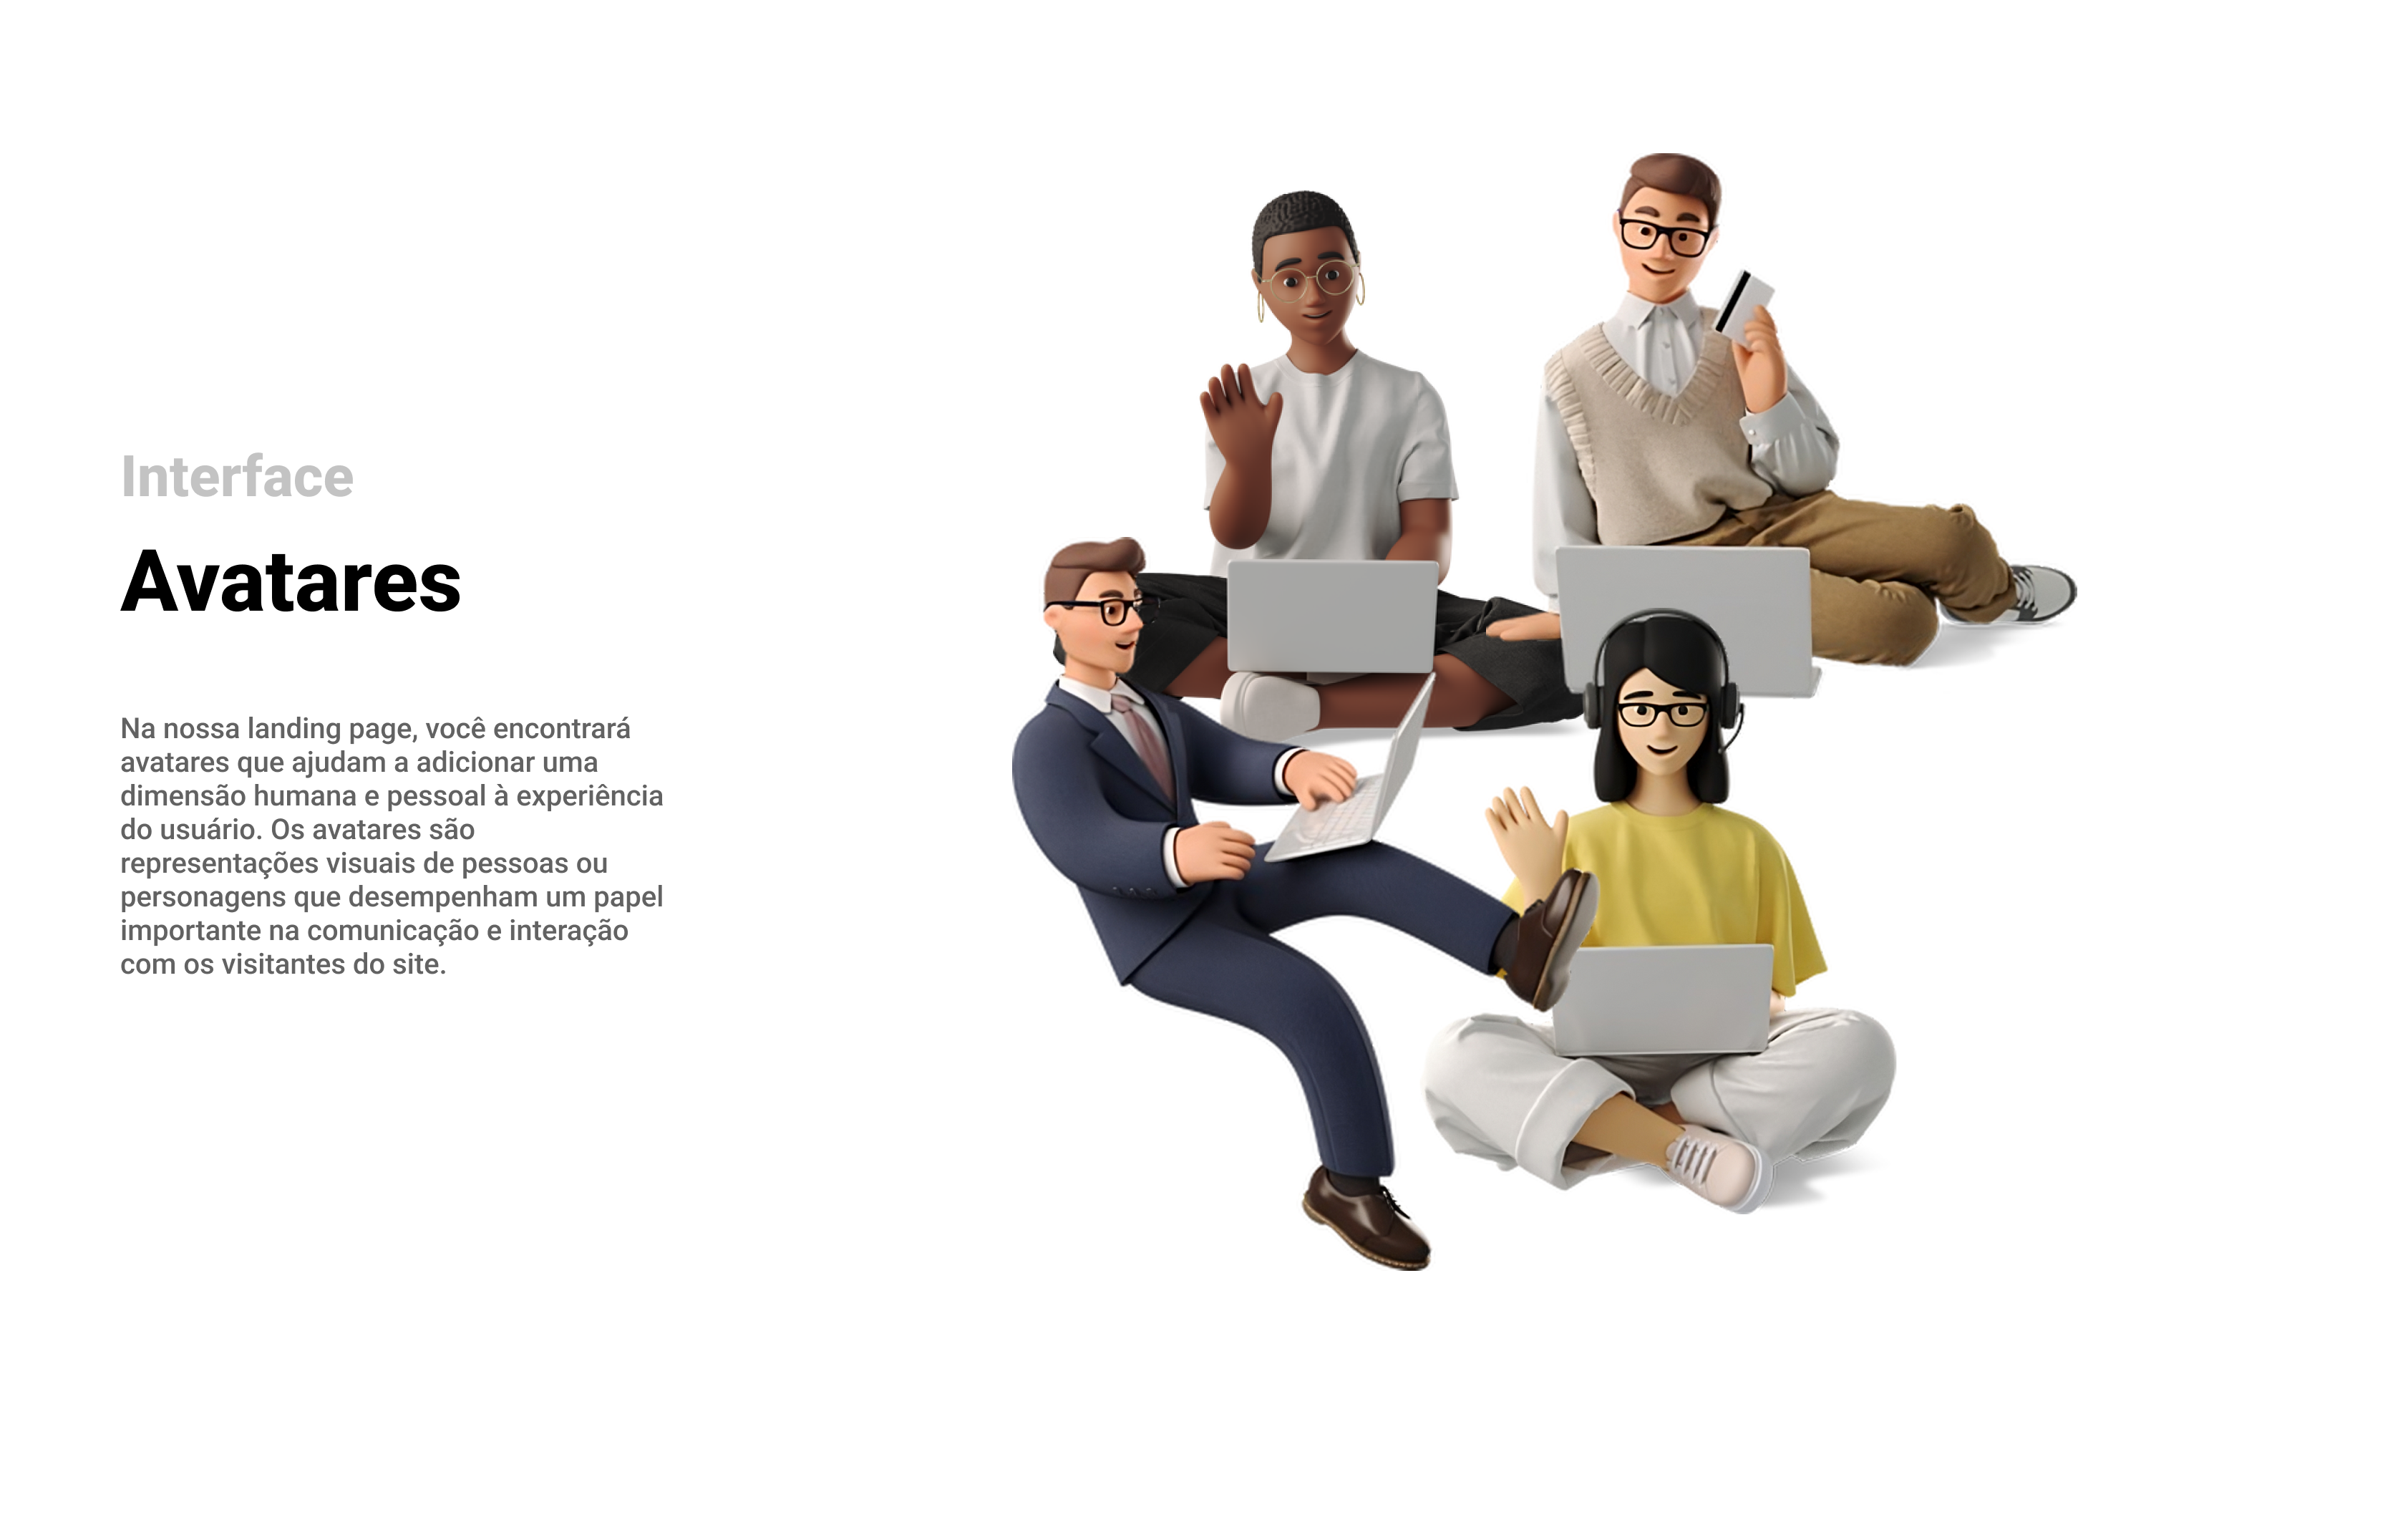 Interface
Avatares
Na nossa landing page, você encontrará
avatares que ajudam a adicionar uma
dimensão humana e pessoal à experiência
do usuário. Os avatares são
representações visuais de pessoas ou
personagens que desempenham um papel
importante na comunicação e interação
com os visitantes do site.